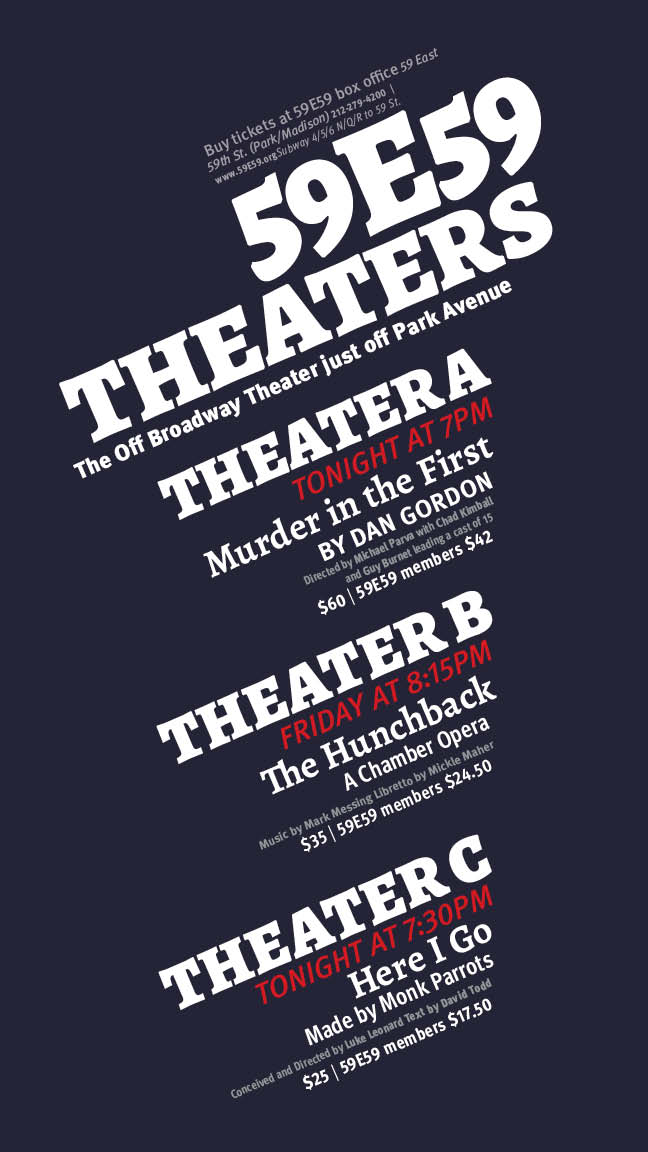 Buy tickets at 59E59 box office 59 East
59th St. (Park/Madison) 212-279-4200 |
www.59E59.org Subway 4/5/6 N/Q/R to 59 St.
59E59
THEATERS
The Off Broadway Theater just off Park Avenue
THEATER A
TONIGHT AT 7PM
Murder in the First
BY DAN GORDON
Directed by Michael Parva with Chad Kimball
and Guy Burnet leading a cast of 15
$60 | 59E59 members $42
THEATER B
FRIDAY AT 8:15PM
The Hunchback
A Chamber Opera
Music by Mark Messing Libretto by Mickle Maher
$35 | 59E59 members $24.50
THEATER C
TONIGHT AT 7:30PM
Here I Go
Made by Monk Parrots
Conceived and Directed by Luke Leonard Text by David Todd
$25 | 59E59 members $17.50